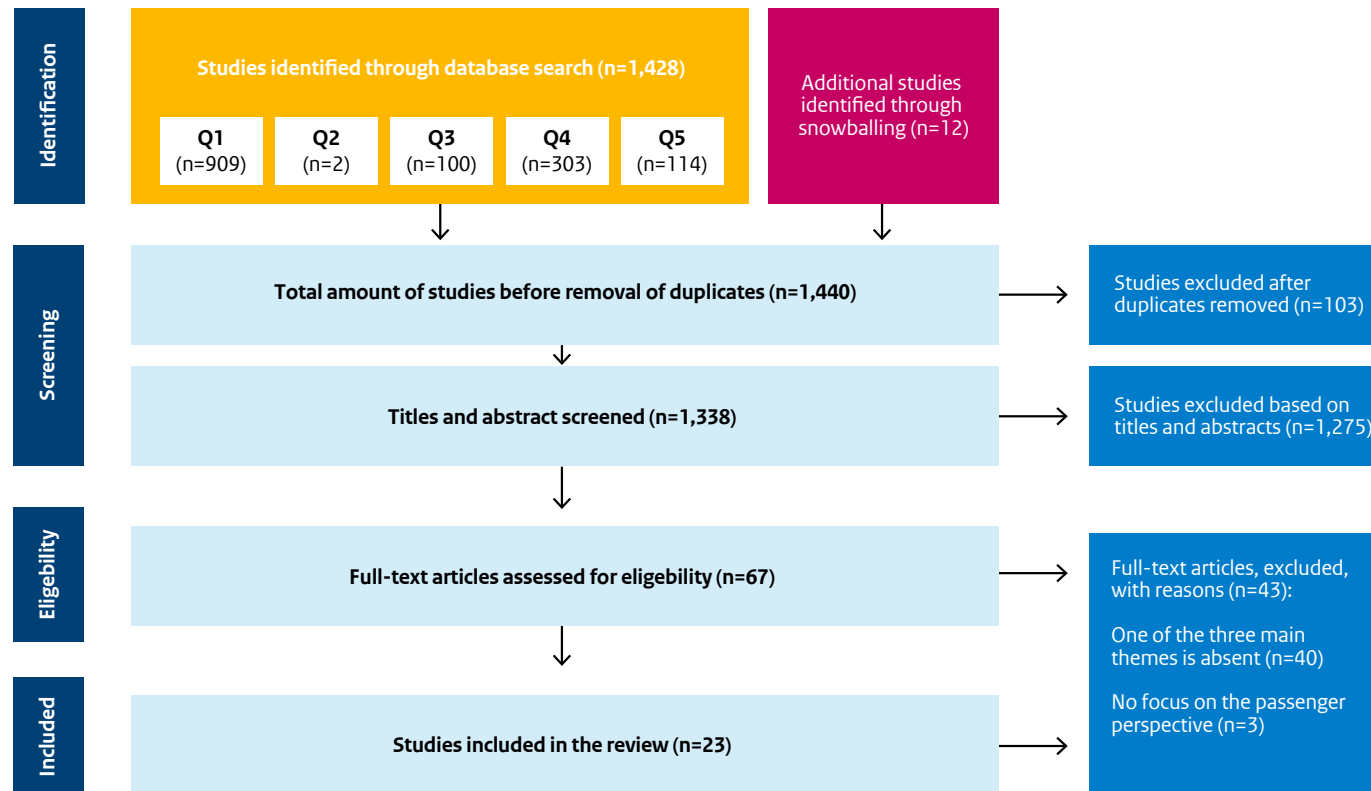 Identification
Studies identified through database search (n=1,428)
Q1
(n=909)
Q2
(n=2)
Q3
(n=100)
Q4
(n=303)
Q5
(n=114)
Additional studies
identified through
snowballing (n=12)
Screening
Total amount of studies before removal of duplicates (n=1,440)
Studies excluded after
duplicates removed (n=103)
Titles and abstract screened (n=1,338)
Studies excluded based on
titles and abstracts (n=1,275)
Eligebility
Full-text articles assessed for eligebility (n=67)
Full-text articles, excluded,
with reasons (n=43):
One of the three main
themes is absent (n=40)
No focus on the passenger
perspective (n=3)
Included
Studies included in the review (n=23)